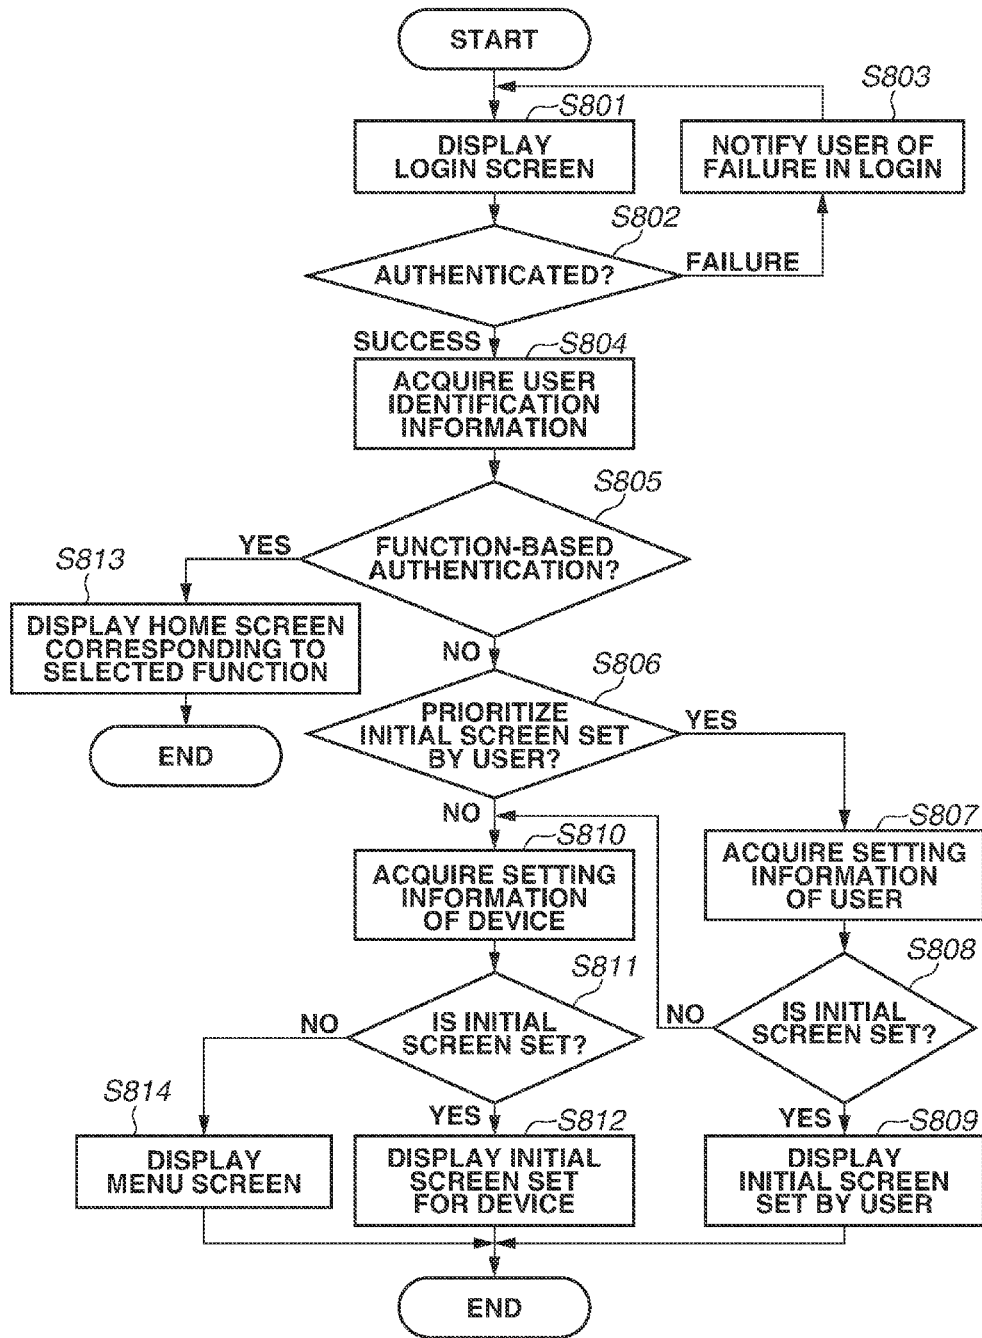 START
S803
S801
DISPLAY
LOGIN SCREEN
NOTIFY USER OF
FAILURE IN LOGIN
S802
AUTHENTICATED?
FAILURE
SUCCESS
S804
ACQUIRE USER
IDENTIFICATION
INFORMATION
S805
YES
FUNCTION-BASED
AUTHENTICATION?
S813
DISPLAY HOME SCREEN
CORRESPONDING TO
SELECTED FUNCTION
NO
S806
PRIORITIZE
INITIAL SCREEN SET
BY USER?
YES
END
NO
S810
S807
ACQUIRE SETTING
INFORMATION
OF DEVICE
ACQUIRE SETTING
INFORMATION
OF USER
S811
S808
NO
IS INITIAL
SCREEN SET?
NO
IS INITIAL
SCREEN SET?
S814
YES
S812
YES
S809
DISPLAY
MENU SCREEN
DISPLAY INITIAL
SCREEN SET
FOR DEVICE
DISPLAY
INITIAL SCREEN
SET BY USER
END